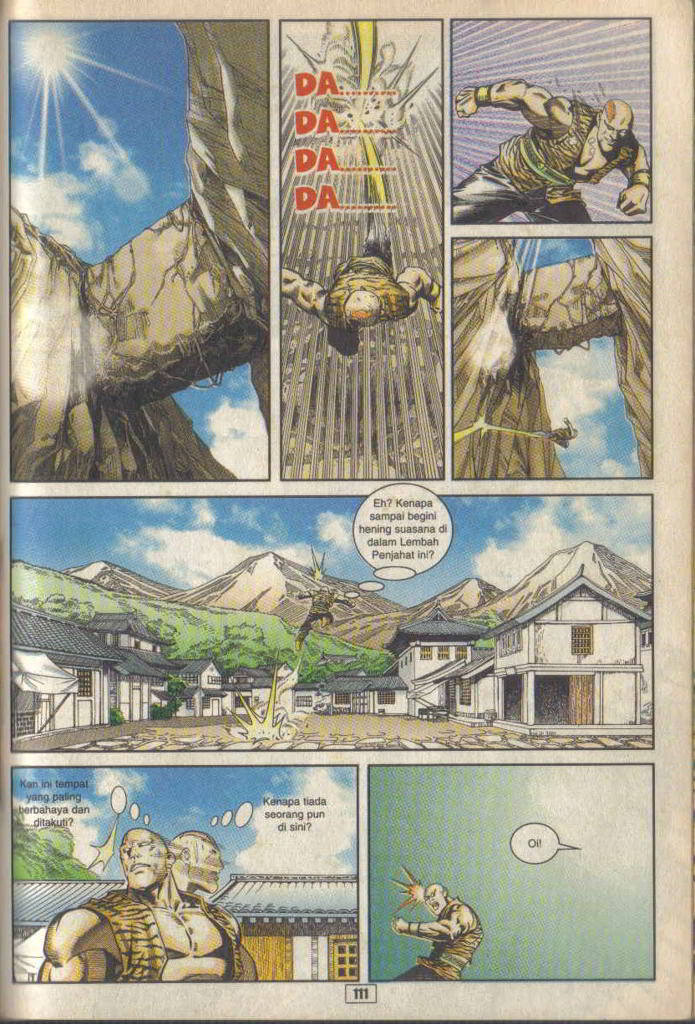 DA..........
DA..........
DA..........
DA..........
Eh? Kenapa
sampai begini
hening suasana di
dalam Lembah
Penjahat ini?
Kan ini tempat
yang paling
berbahaya dan
ditakuti?
Kenapa tiada
seorang pun
di sini?
Oi!
111